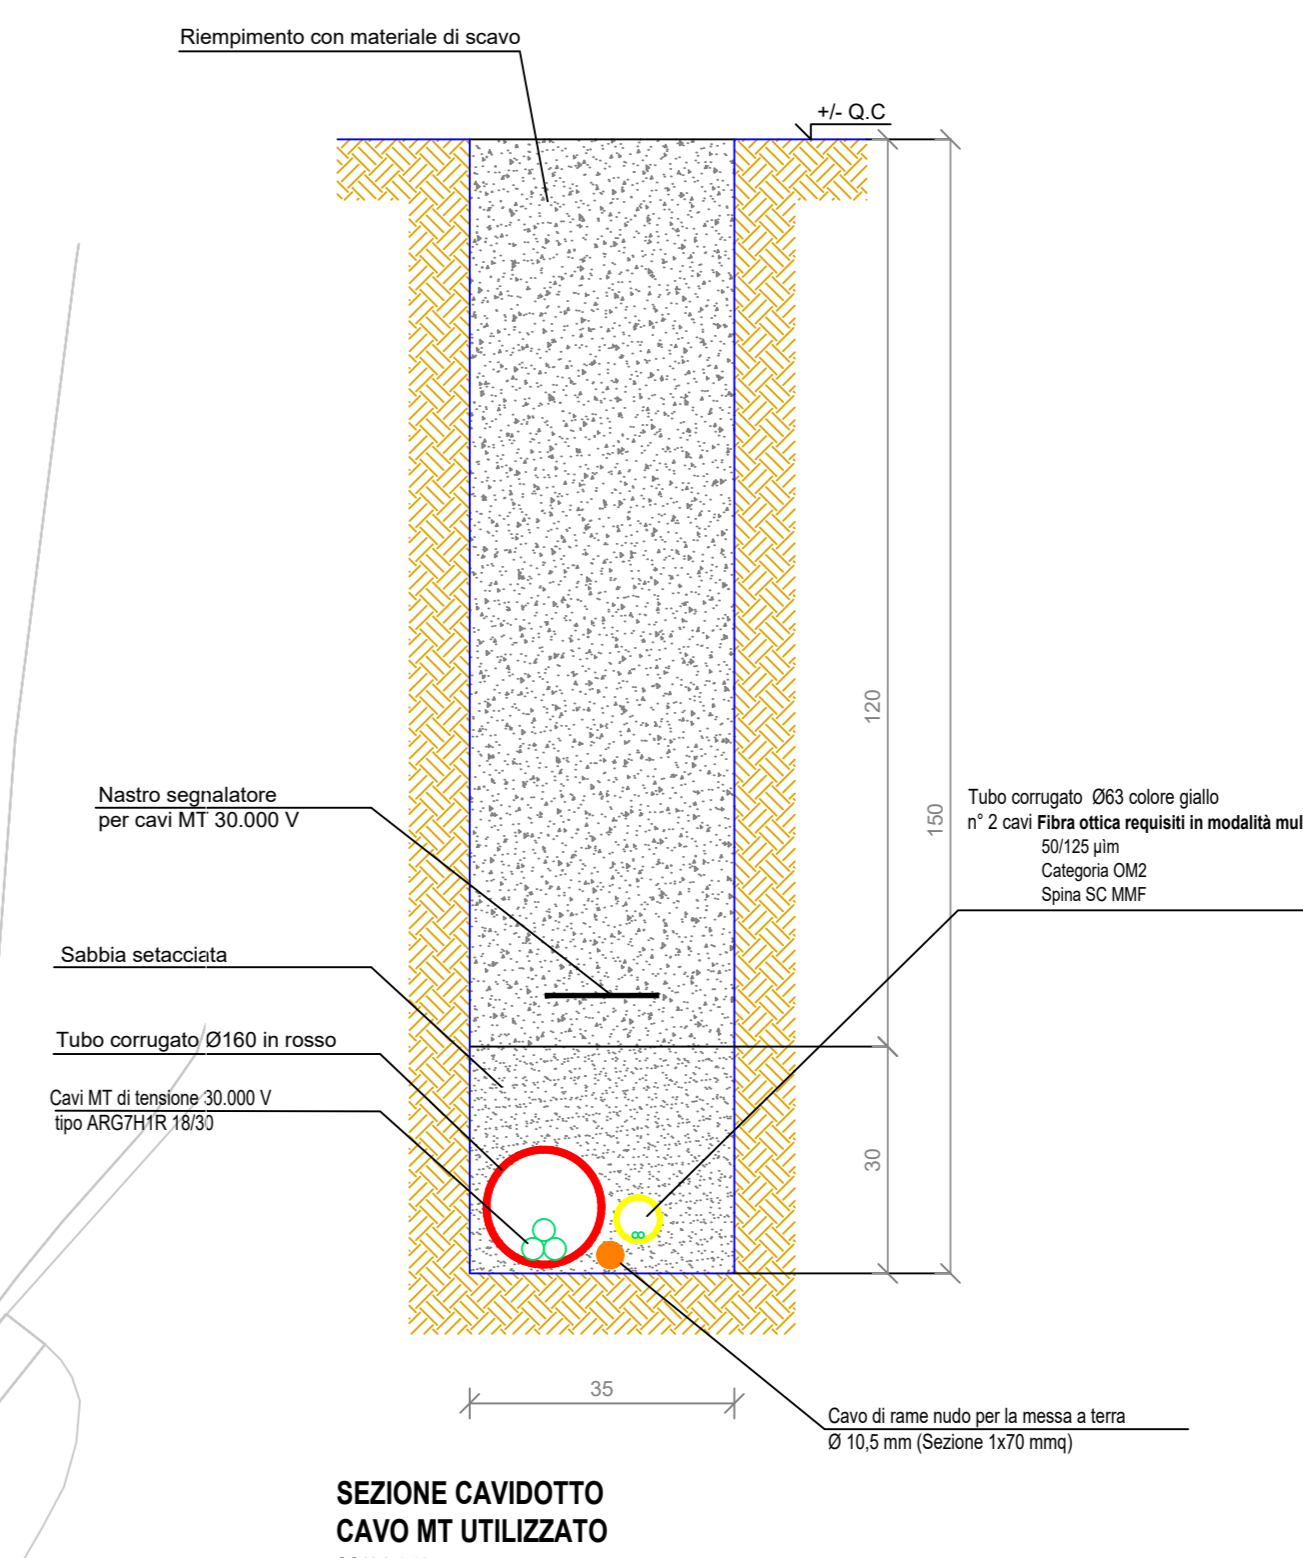 Riempimento con materiale di scavo
+/- Q.C
120
150
Nastro segnalatore
per cavi MT 30.000 V
Tubo corrugato Ø63 colore giallo
n° 2 cavi Fibra ottica requisiti in modalità mul
50/125 µìm
Categoria OM2
Spina SC MMF
Sabbia setacciata
Tubo corrugato Ø160 in rosso
Cavi MT di tensione 30.000 V
tipo ARG7H1R 18/30
30
35
Cavo di rame nudo per la messa a terra
Ø 10,5 mm (Sezione 1x70 mmq)
SEZIONE CAVIDOTTO
CAVO MT UTILIZZATO